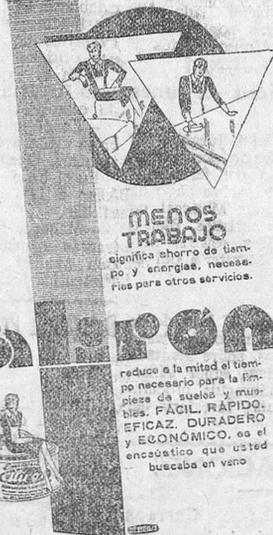 MENOS
TRABAJO
significa ahorro de tiem-
po y energías, necesa-
rias para otros servicios.
alirón
reduce a la mitad el tiem-
po necesario para la lim-
pieza de suelos y mue-
bles. FÁCIL, RÁPIDO,
EFICAZ, DURADERO
y ECONÓMICO, es el
encáustico que usted
buscaba en vano